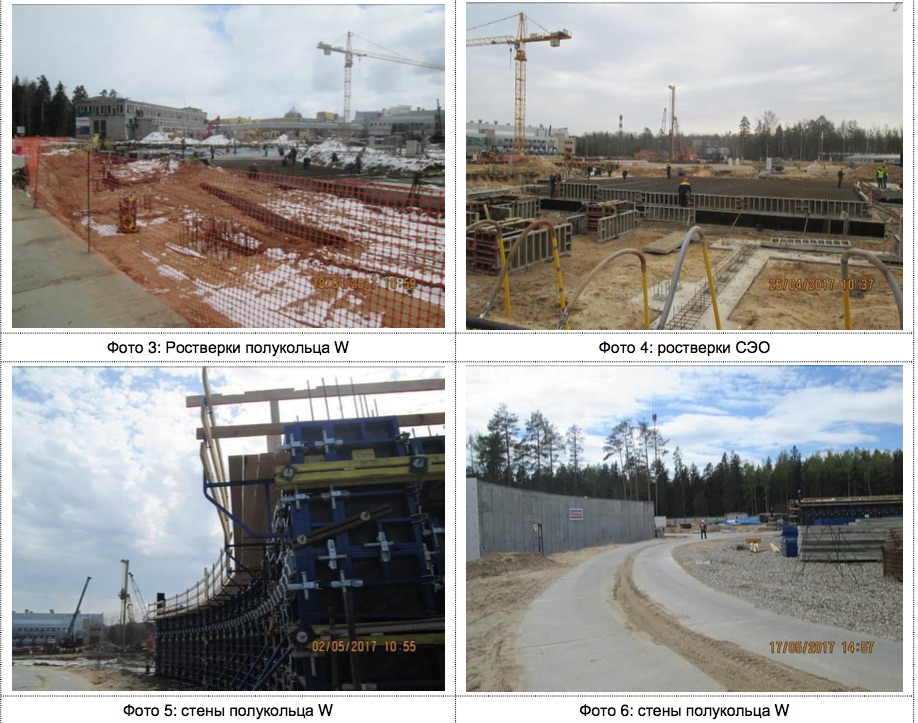 26/04/2017 10:37
Фото 3: Ростверки полукольца W
Фото 4: ростверки СЭО
02/05/2017 10:55
17/05/2017 14:57
Фото 5: стены полукольца W
Фото 6: стены полукольца W